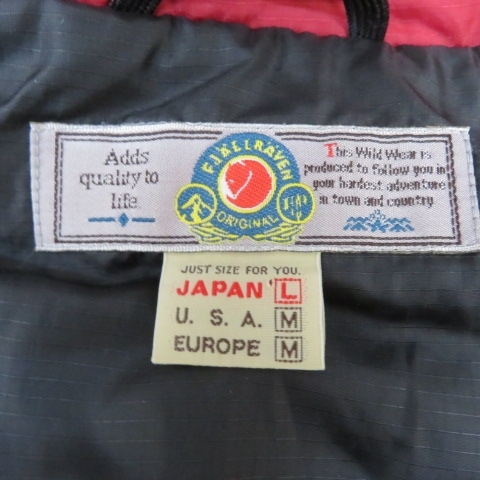 Adds
quality to
life
FJÄLLRÄVEN
ORIGINAL
This Wild Wear is
produced to follow you in
your hardest adventure
in town and country.
JUST SIZE FOR YOU.
JAPAN L
U. S. A. M
EUROPE M